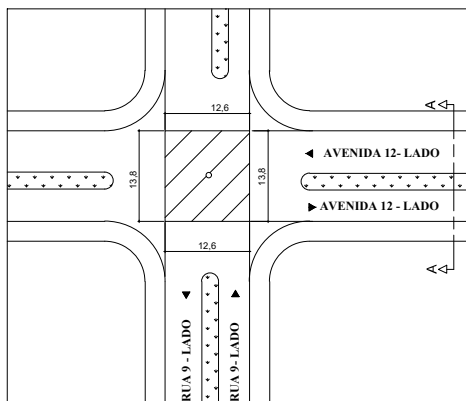 12,6
A
◄ AVENIDA 12- LADO
13,8
13,8
► AVENIDA 12 - LADO
12,6
A
RUA 9 - LADO
RUA 9- LADO